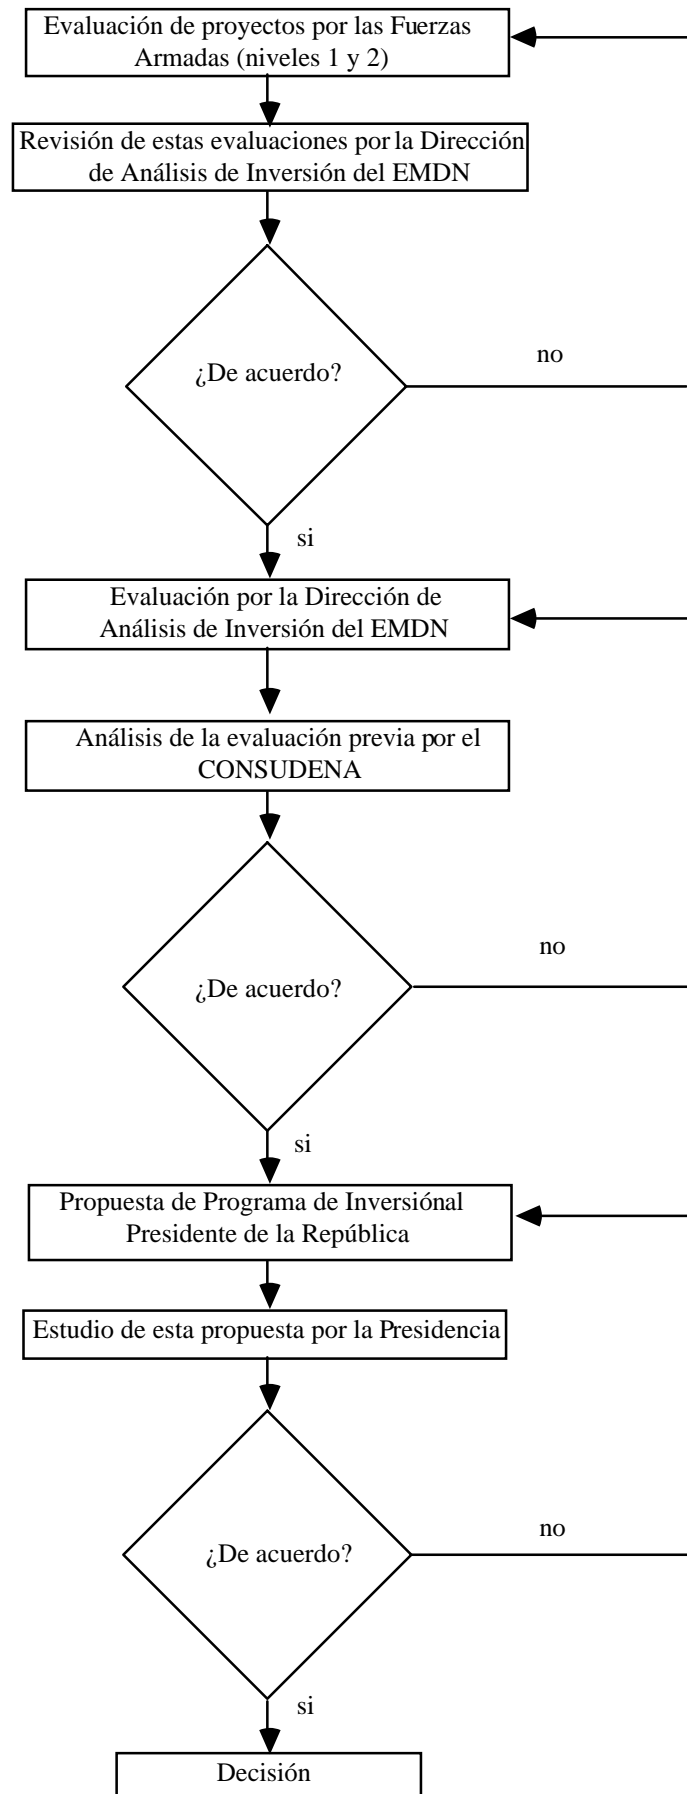 Evaluación de proyectos por las Fuerzas
Armadas (niveles 1 y 2)
Revisión de estas evaluaciones por la Dirección
de Análisis de Inversión del EMDN
¿De acuerdo?
no
si
Evaluación por la Dirección de
Análisis de Inversión del EMDN
Análisis de la evaluación previa por el
CONSUDENA
no
¿De acuerdo?
si
Propuesta de Programa de Inversiónal
Presidente de la República
Estudio de esta propuesta por la Presidencia
no
¿De acuerdo?
si
Decisión